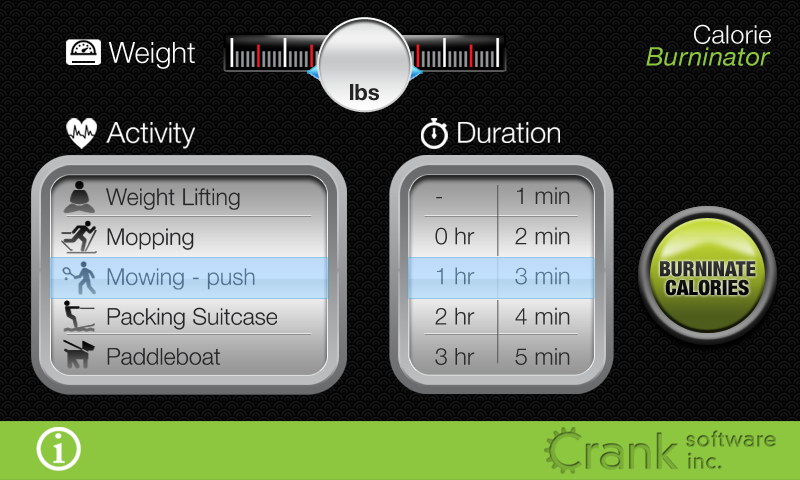 Weight
lbs
Calorie
Burninator
Activity
Duration
Weight Lifting
Mopping
Mowing - push
Packing Suitcase
Paddleboat
- 1 min
0 hr 2 min
1 hr 3 min
2 hr 4 min
3 hr 5 min
BURNINATE
CALORIES
i
Crank software
inc.